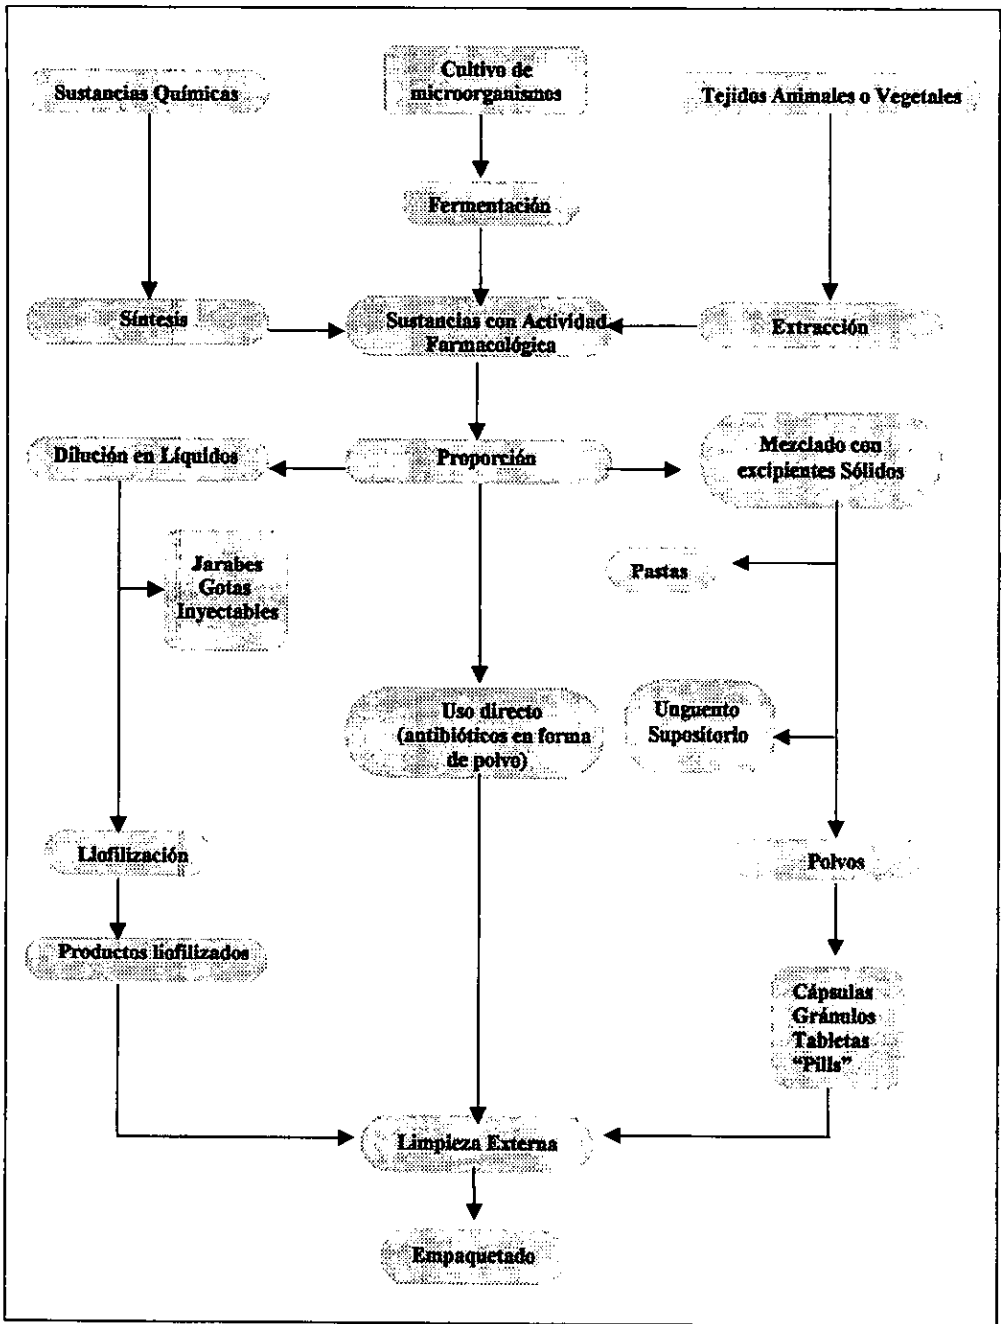 Sustancias Químicas
Cultivo de
microorganismos
Tejidos Animales o Vegetales
Fermentación
Síntesis
Sustancias con Actividad
Farmacológica
Extracción
Dilución en Líquidos
Proporción
Mezclado con
excipientes Sólidos
Jarabes
Gotas
Inyectables
Pastas
Uso directo
(antibióticos en forma
de polvo)
Unguento
Supositorio
Liofilización
Polvos
Productos liofilizados
Cápsulas
Gránulos
Tabletas
“Pills”
Limpieza Externa
Empaquetado